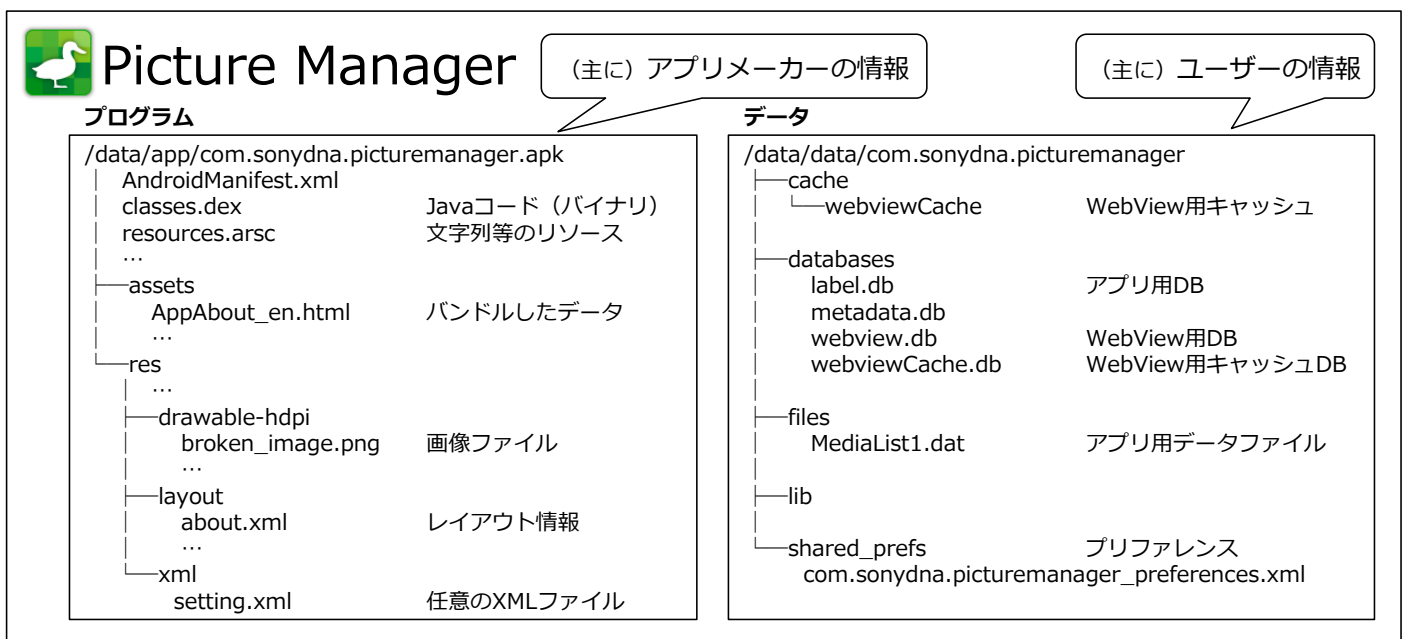 Picture Manager
（主に）アプリメーカーの情報
（主に）ユーザーの情報
プログラム
/data/app/com.sonydna.picturemanager.apk
AndroidManifest.xml
classes.dex Javaコード（バイナリ）
resources.arsc 文字列等のリソース
…
assets
AppAbout_en.html バンドルしたデータ
…
res
…
drawable-hdpi
broken_image.png 画像ファイル
…
layout
about.xml レイアウト情報
…
xml
setting.xml 任意のXMLファイル
データ
/data/data/com.sonydna.picturemanager
cache
webviewCache WebView用キャッシュ
databases
label.db アプリ用DB
metadata.db
webview.db WebView用DB
webviewCache.db WebView用キャッシュDB
files
MediaList1.dat アプリ用データファイル
lib
shared_prefs プリファレンス
com.sonydna.picturemanager_preferences.xml